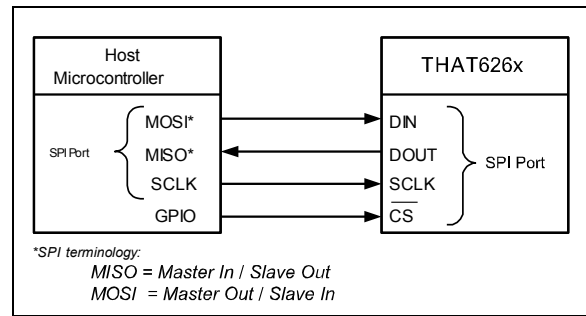 Host
Microcontroller
THAT626x
MOSI*
DIN
SPI Port
MISO*
DOUT
SPI Port
SCLK
SCLK
GPIO
CS
*SPI terminology:
MISO = Master In / Slave Out
MOSI = Master Out / Slave In